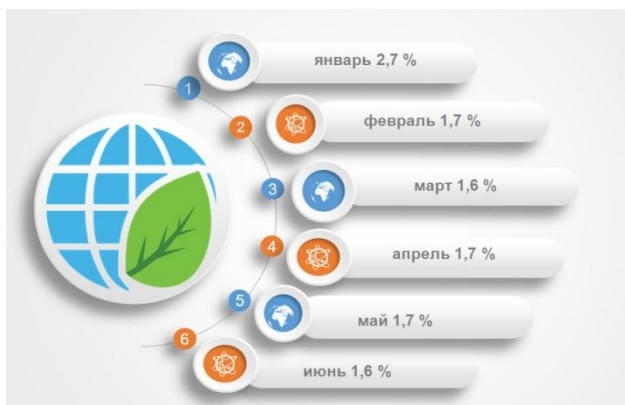 январь 2,7 %
1
февраль 1,7 %
2
март 1,6 %
3
апрель 1,7 %
4
май 1,7 %
5
июнь 1,6 %
6